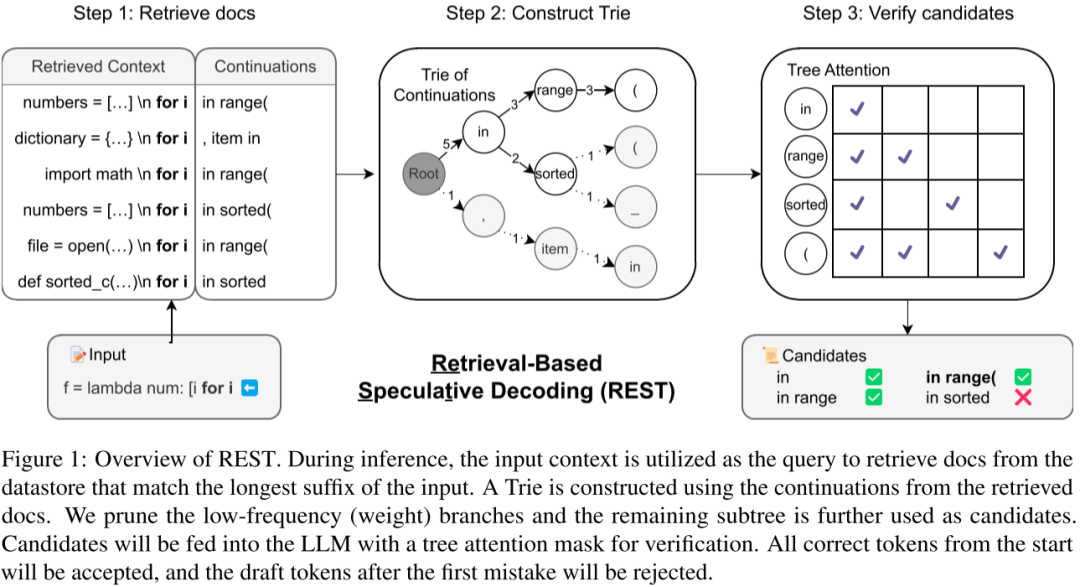 Step 1: Retrieve docs
Step 2: Construct Trie
Step 3: Verify candidates
Retrieved Context Continuations
numbers = […] \n for i in range(
dictionary = {…} \n for i , item in
import math \n for i in range(
numbers = […] \n for i in sorted(
file = open(…) \n for i in range(
def sorted_c(…)\n for i in sorted
Input
f = lambda num: [i for i
Trie of
Continuations
Root
5
in
3
range
3
(
2
sorted
1
(
1
_
1
,
1
item
1
in
Retrieval-Based
Speculative Decoding (REST)
Tree Attention
in
range
sorted
(
Candidates
in in range(
in range in sorted
Figure 1: Overview of REST. During inference, the input context is utilized as the query to retrieve docs from the
datastore that match the longest suffix of the input. A Trie is constructed using the continuations from the retrieved
docs. We prune the low-frequency (weight) branches and the remaining subtree is further used as candidates.
Candidates will be fed into the LLM with a tree attention mask for verification. All correct tokens from the start
will be accepted, and the draft tokens after the first mistake will be rejected.